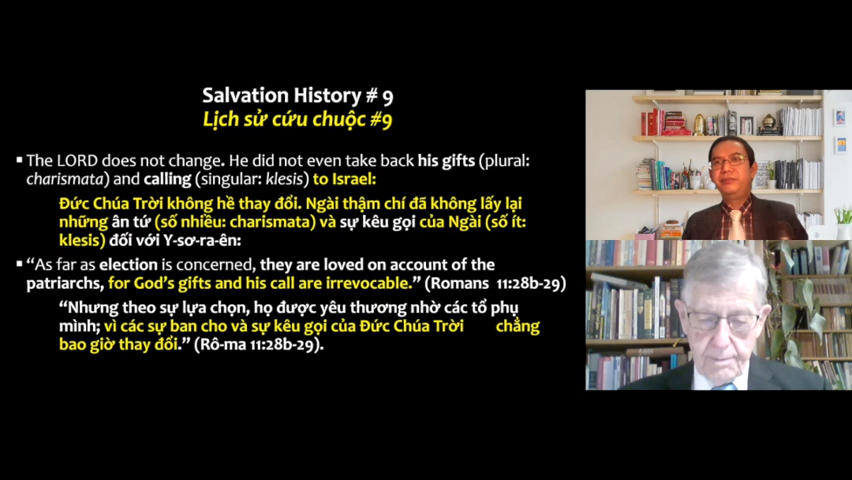 Salvation History # 9
Lịch sử cứu chuộc #9
▪ The LORD does not change. He did not even take back his gifts (plural:
charismata) and calling (singular: klesis) to Israel:
Đức Chúa Trời không hề thay đổi. Ngài thậm chí đã không lấy lại
những ân tứ (số nhiều: charismata) và sự kêu gọi của Ngài (số ít:
klesis) đối với Y-sơ-ra-ên:
▪ “As far as election is concerned, they are loved on account of the
patriarchs, for God’s gifts and his call are irrevocable.” (Romans 11:28b-29)
“Nhưng theo sự lựa chọn, họ được yêu thương nhờ các tổ phụ
mình; vì các sự ban cho và sự kêu gọi của Đức Chúa Trời chẳng
bao giờ thay đổi.” (Rô-ma 11:28b-29).